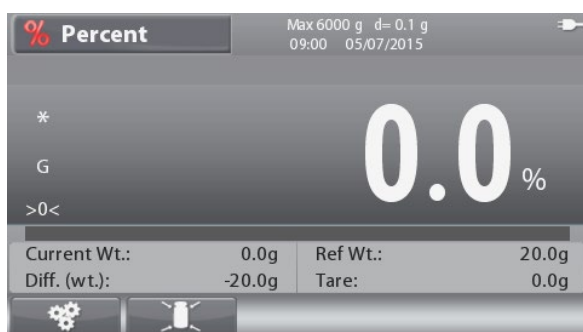 % Percent
Max 6000 g d= 0.1 g
09:00 05/07/2015
*
G
>0<
0.0 %
Current Wt.: 0.0g Ref Wt.: 20.0g
Diff. (wt.): -20.0g Tare: 0.0g